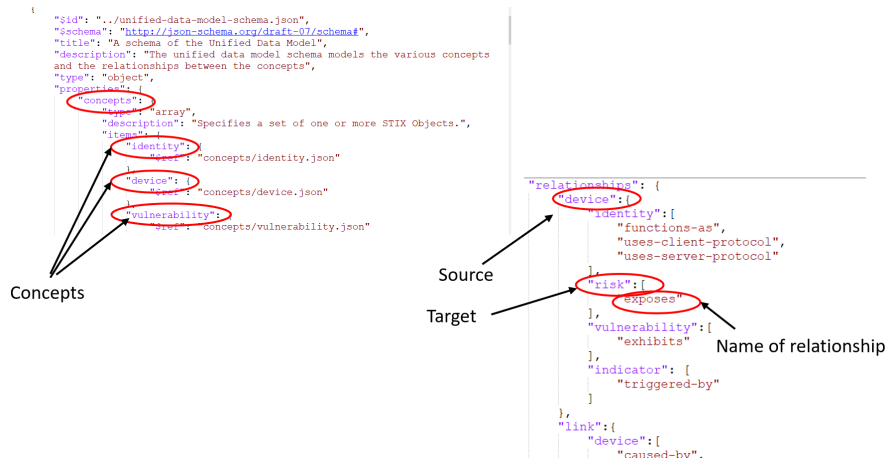 {
"$id": "../unified-data-model-schema.json",
"$schema": "http://json-schema.org/draft-07/schema#",
"title": "A schema of the Unified Data Model",
"description": "The unified data model schema models the various concepts
and the relationships between the concepts",
"type": "object",
"properties": {
"concepts": {
"type": "array",
"description": "Specifies a set of one or more STIX Objects.",
"items": {
"identity": {
"$ref": "concepts/identity.json"
},
"device": {
"$ref": "concepts/device.json"
},
"vulnerability": {
"$ref": "concepts/vulnerability.json"
Concepts
"relationships": {
"device":{
"identity":[
"functions-as",
"uses-client-protocol",
"uses-server-protocol"
],
"risk":[
"exposes"
],
"vulnerability":[
"exhibits"
],
"indicator": [
"triggered-by"
]
},
"link":{
"device":[
"caused-by",
Source
Target
Name of relationship